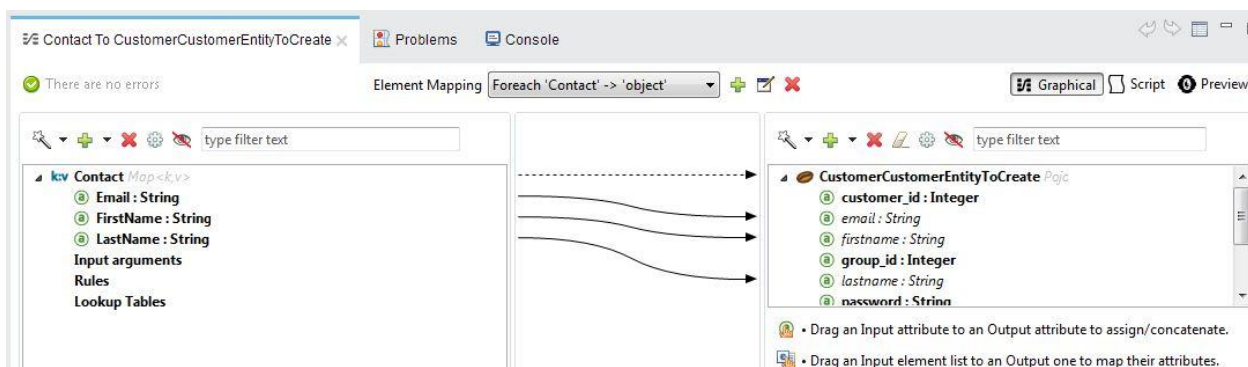 Contact To CustomerCustomerEntityToCreate
Problems
Console
There are no errors
Element Mapping
Foreach 'Contact' -> 'object'
Graphical
Script
Preview
type filter text
type filter text
k:v Contact Map<k,v>
Email : String
FirstName : String
LastName : String
Input arguments
Rules
Lookup Tables
CustomerCustomerEntityToCreate Pojo
customer_id : Integer
email : String
firstname : String
group_id : Integer
lastname : String
password : String
• Drag an Input attribute to an Output attribute to assign/concatenate.
• Drag an Input element list to an Output one to map their attributes.